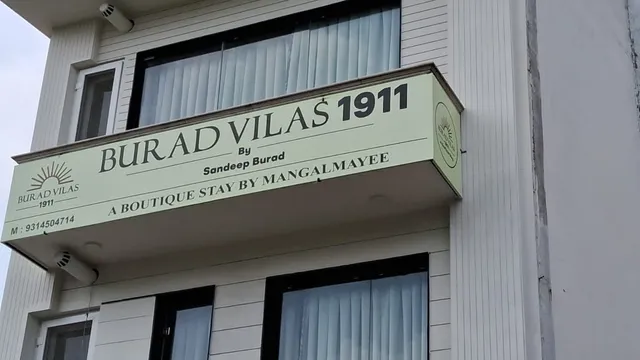 BURAD VILAS 1911
By
Sandeep Burad
A BOUTIQUE STAY BY MANGALMAYEE
BURAD VILAS
1911
M : 9314504714